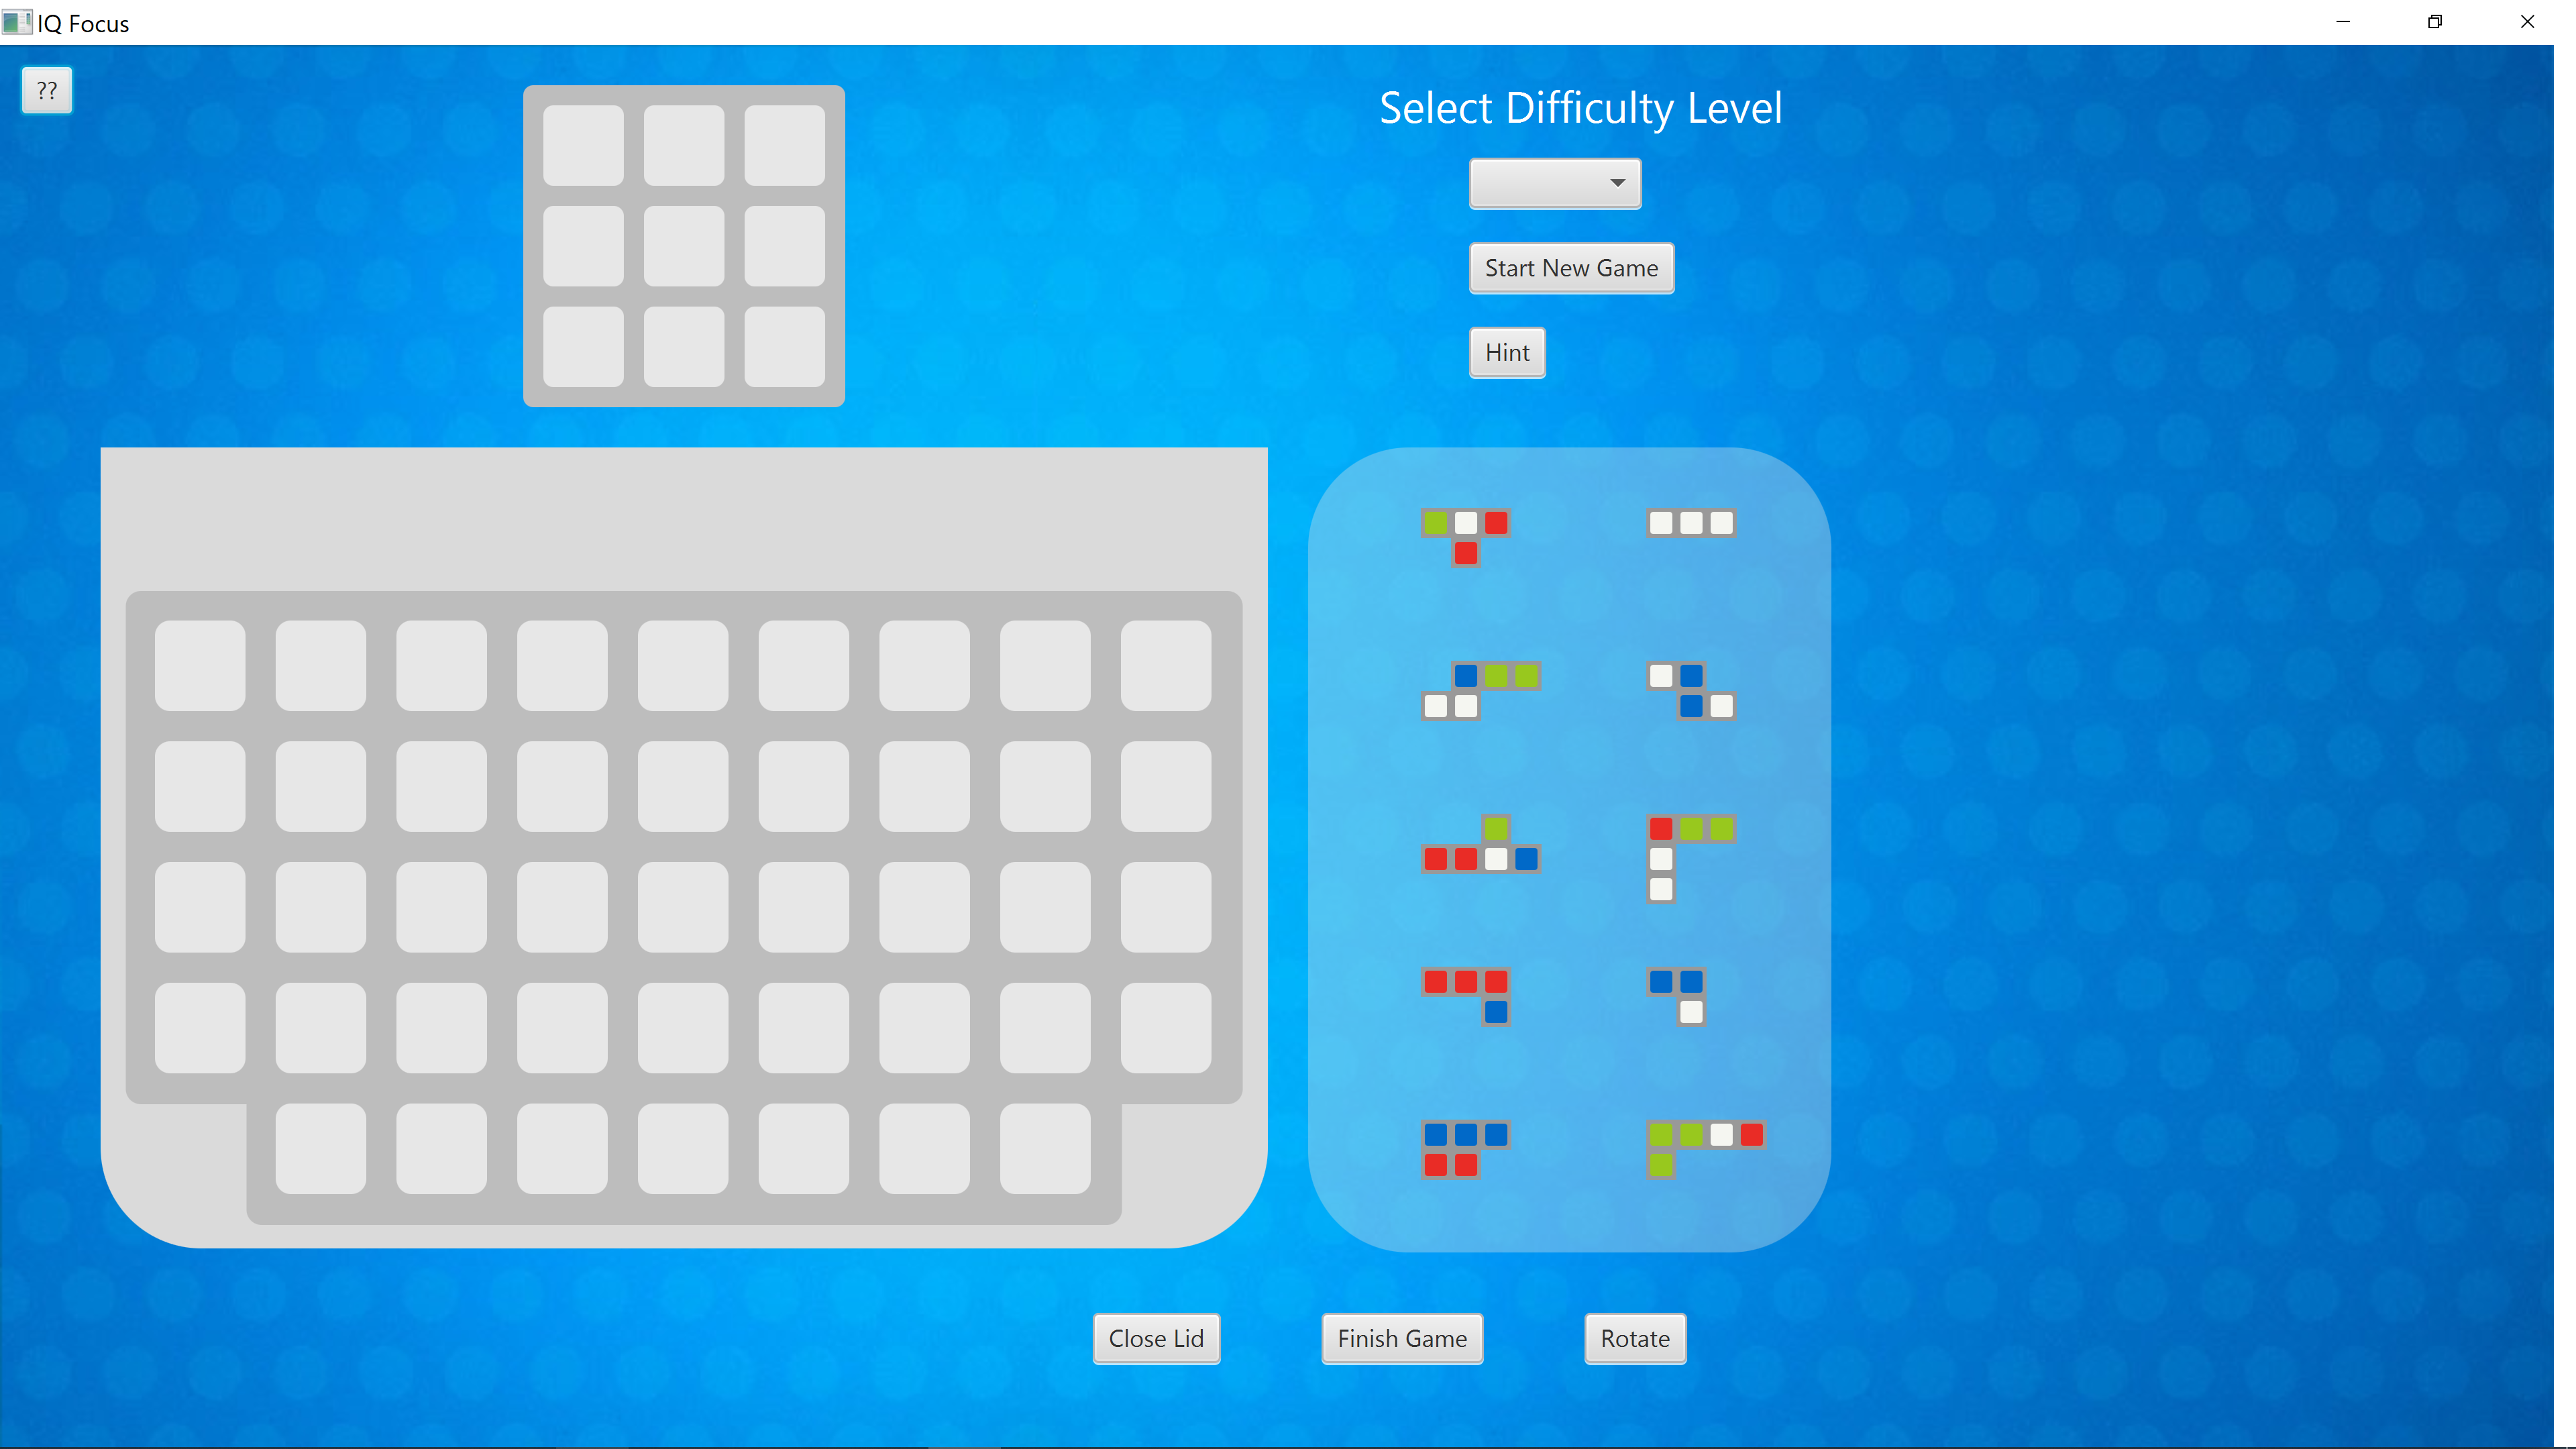 IQ Focus
??
Select Difficulty Level
Start New Game
Hint
Close Lid
Finish Game
Rotate